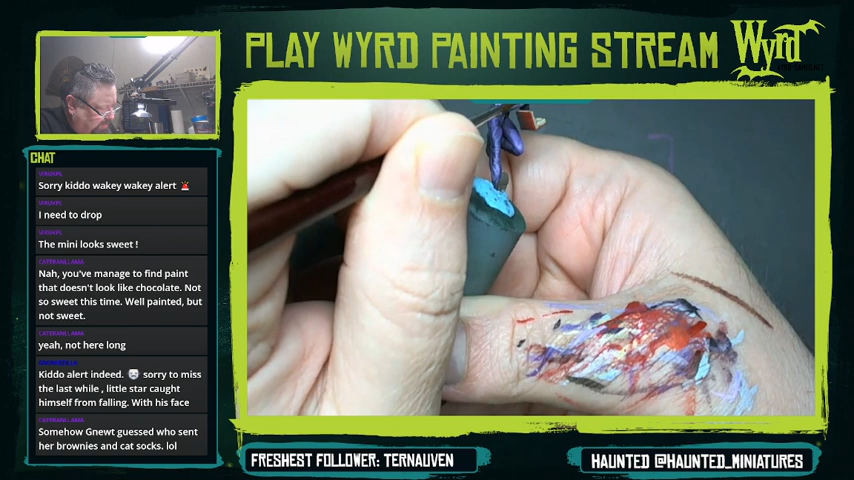 PLAY WYRD PAINTING STREAM
Wyrd
CHAT
Sorry kiddo wakey wakey alert
I need to drop
The mini looks sweet !
Nah, you've manage to find paint
that doesn't look like chocolate. Not
so sweet this time. Well painted, but
not sweet.
yeah, not here long
Kiddo alert indeed. 😭 sorry to miss
the last while , little star caught
himself from falling. With his face
Somehow Gnewt guessed who sent
her brownies and cat socks. lol
FRESHEST FOLLOWER: TERNAUVEN
HAUNTED @HAUNTED_MINIATURES